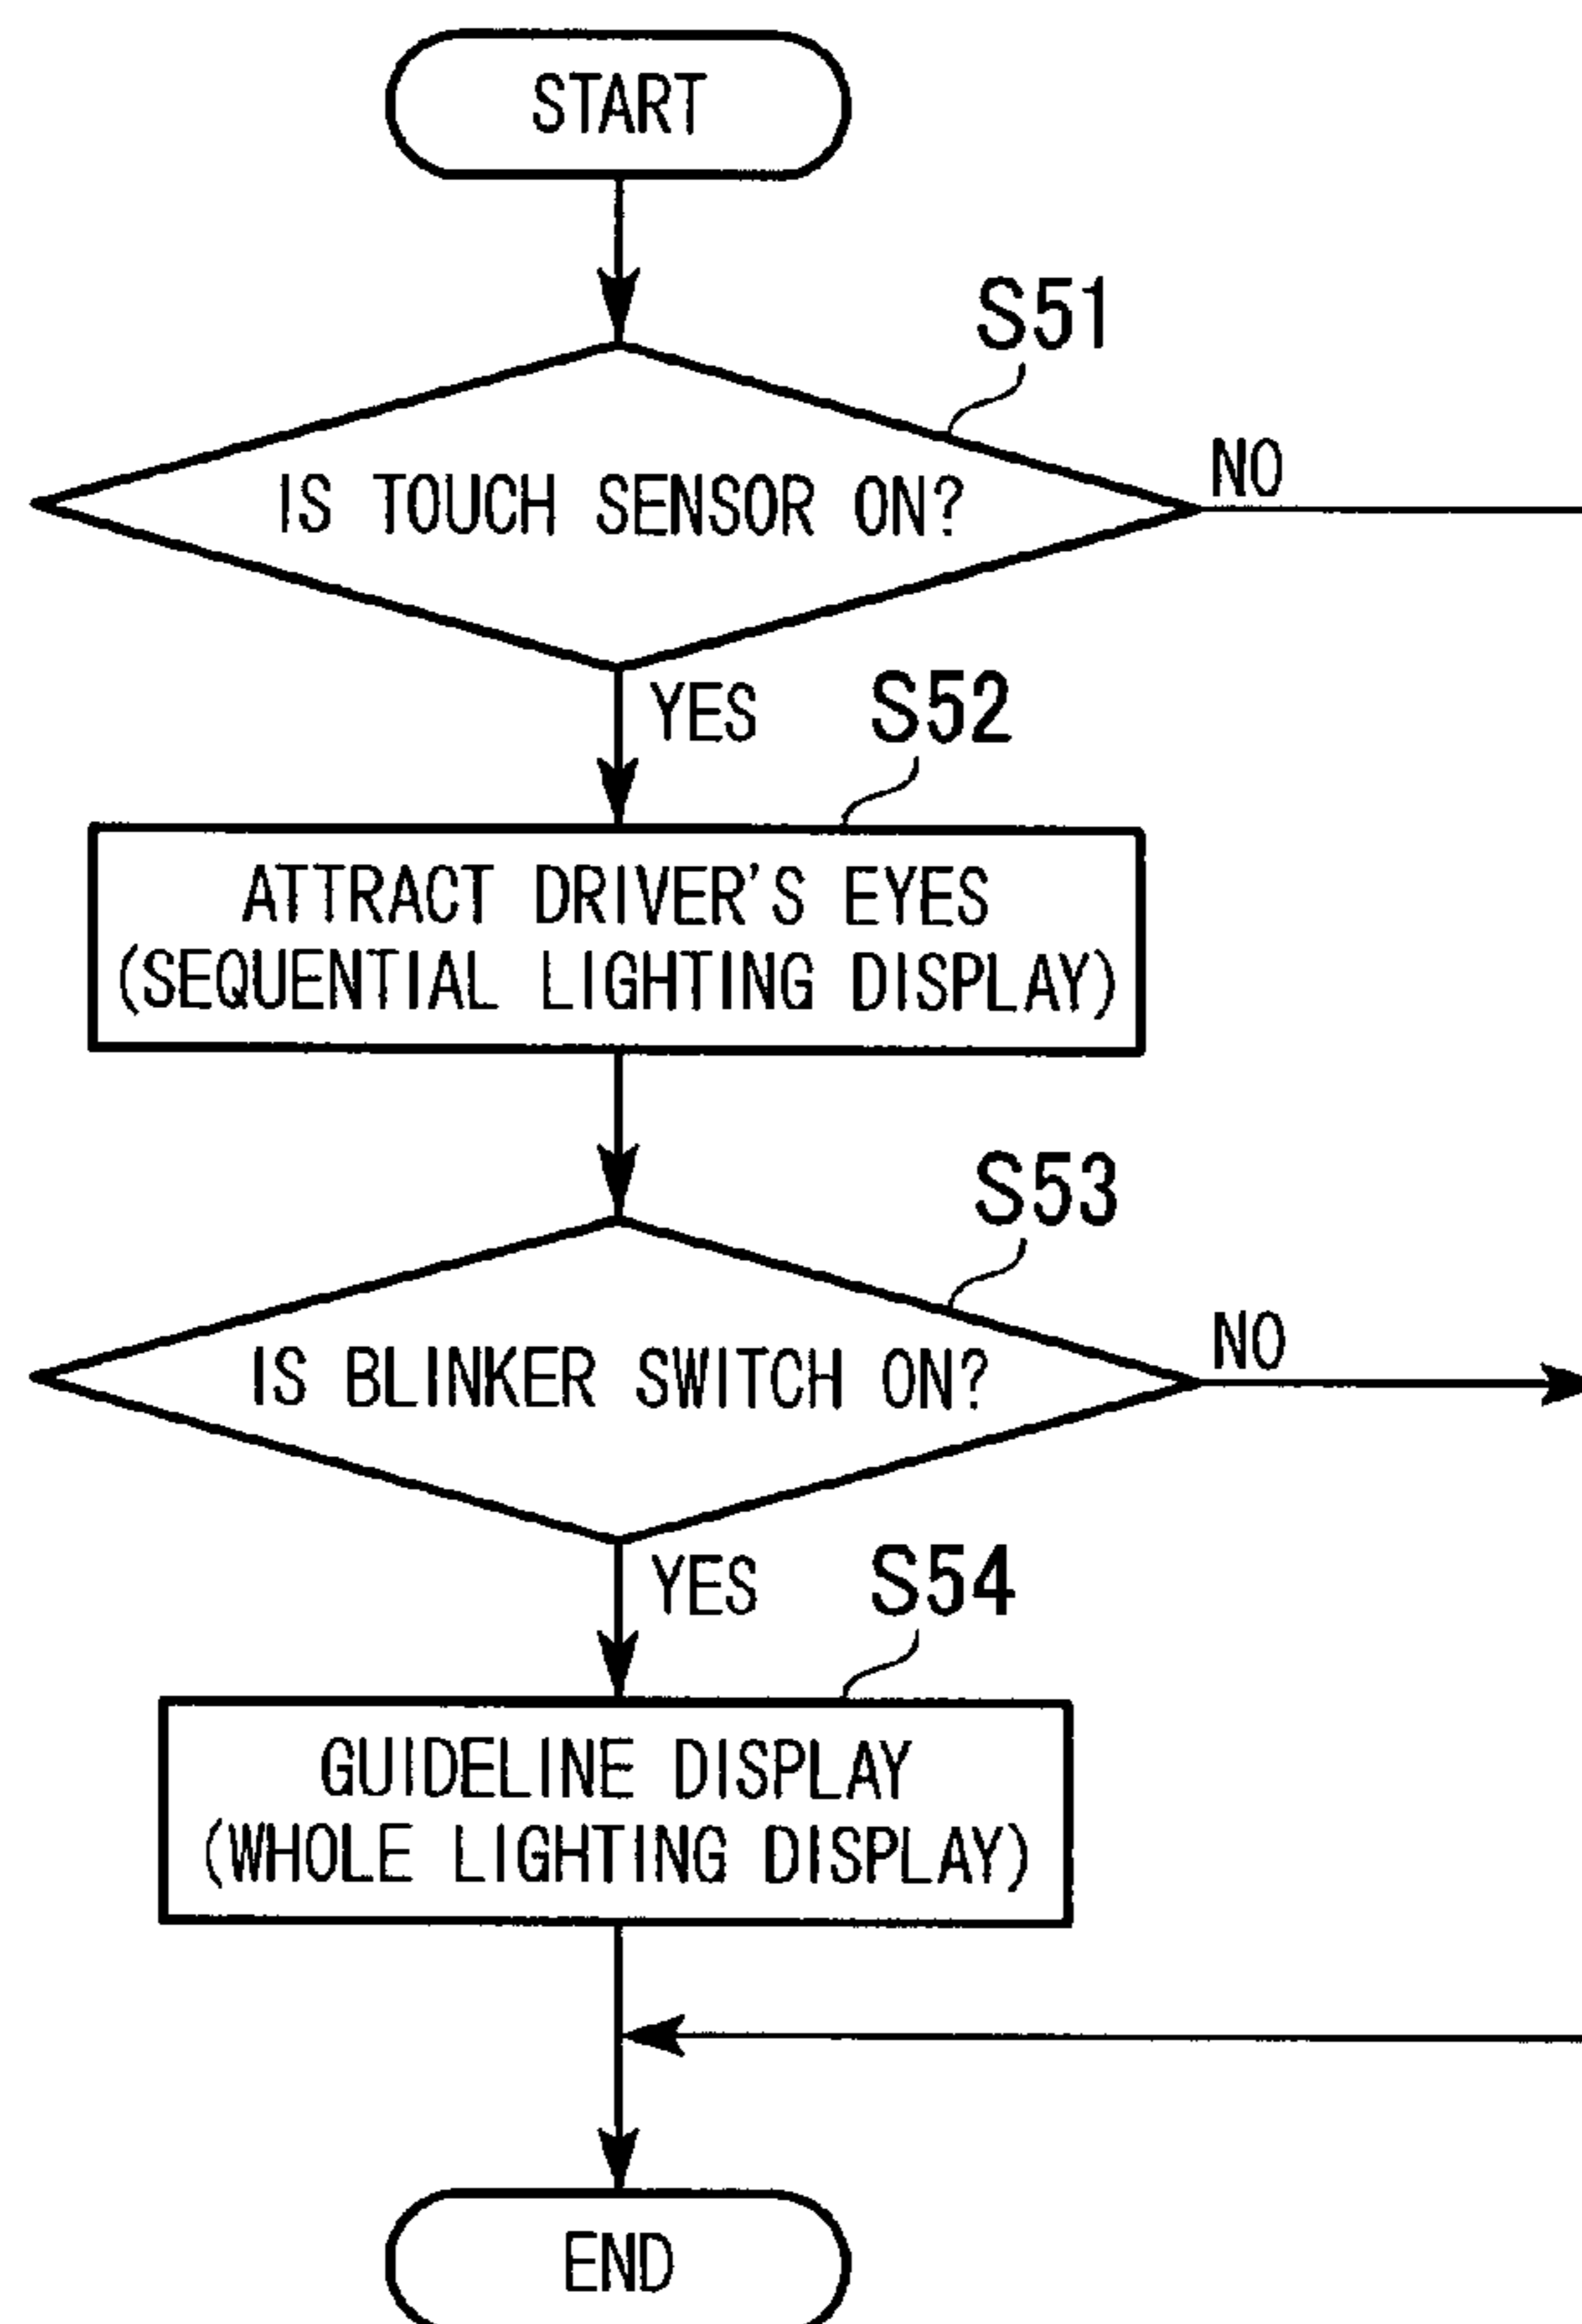 START
S51
IS TOUCH SENSOR ON?
NO
YES
S52
ATTRACT DRIVER'S EYES
(SEQUENTIAL LIGHTING DISPLAY)
S53
IS BLINKER SWITCH ON?
NO
YES
S54
GUIDELINE DISPLAY
(WHOLE LIGHTING DISPLAY)
END